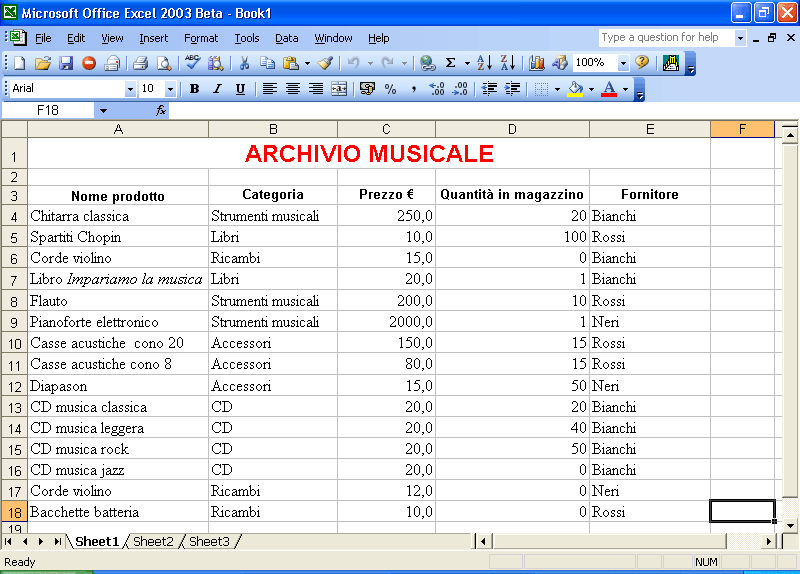 Microsoft Office Excel 2003 Beta - Book1
File Edit View Insert Format Tools Data Window Help Type a question for help
ABC Σ A Z Z A 100% ?
Arial 10 B I U % , ,00 A
F18 fx
A B C D E F
1 ARCHIVIO MUSICALE
2
3 Nome prodotto Categoria Prezzo € Quantità in magazzino Fornitore
4 Chitarra classica Strumenti musicali 250,0 20 Bianchi
5 Spartiti Chopin Libri 10,0 100 Rossi
6 Corde violino Ricambi 15,0 0 Bianchi
7 Libro Impariamo la musica Libri 20,0 1 Bianchi
8 Flauto Strumenti musicali 200,0 10 Rossi
9 Pianoforte elettronico Strumenti musicali 2000,0 1 Neri
10 Casse acustiche cono 20 Accessori 150,0 15 Rossi
11 Casse acustiche cono 8 Accessori 80,0 15 Rossi
12 Diapason Accessori 15,0 50 Neri
13 CD musica classica CD 20,0 20 Bianchi
14 CD musica leggera CD 20,0 40 Bianchi
15 CD musica rock CD 20,0 50 Bianchi
16 CD musica jazz CD 20,0 0 Bianchi
17 Corde violino Ricambi 12,0 0 Neri
18 Bacchette batteria Ricambi 10,0 0 Rossi
19
Sheet1 Sheet2 Sheet3
Ready NUM